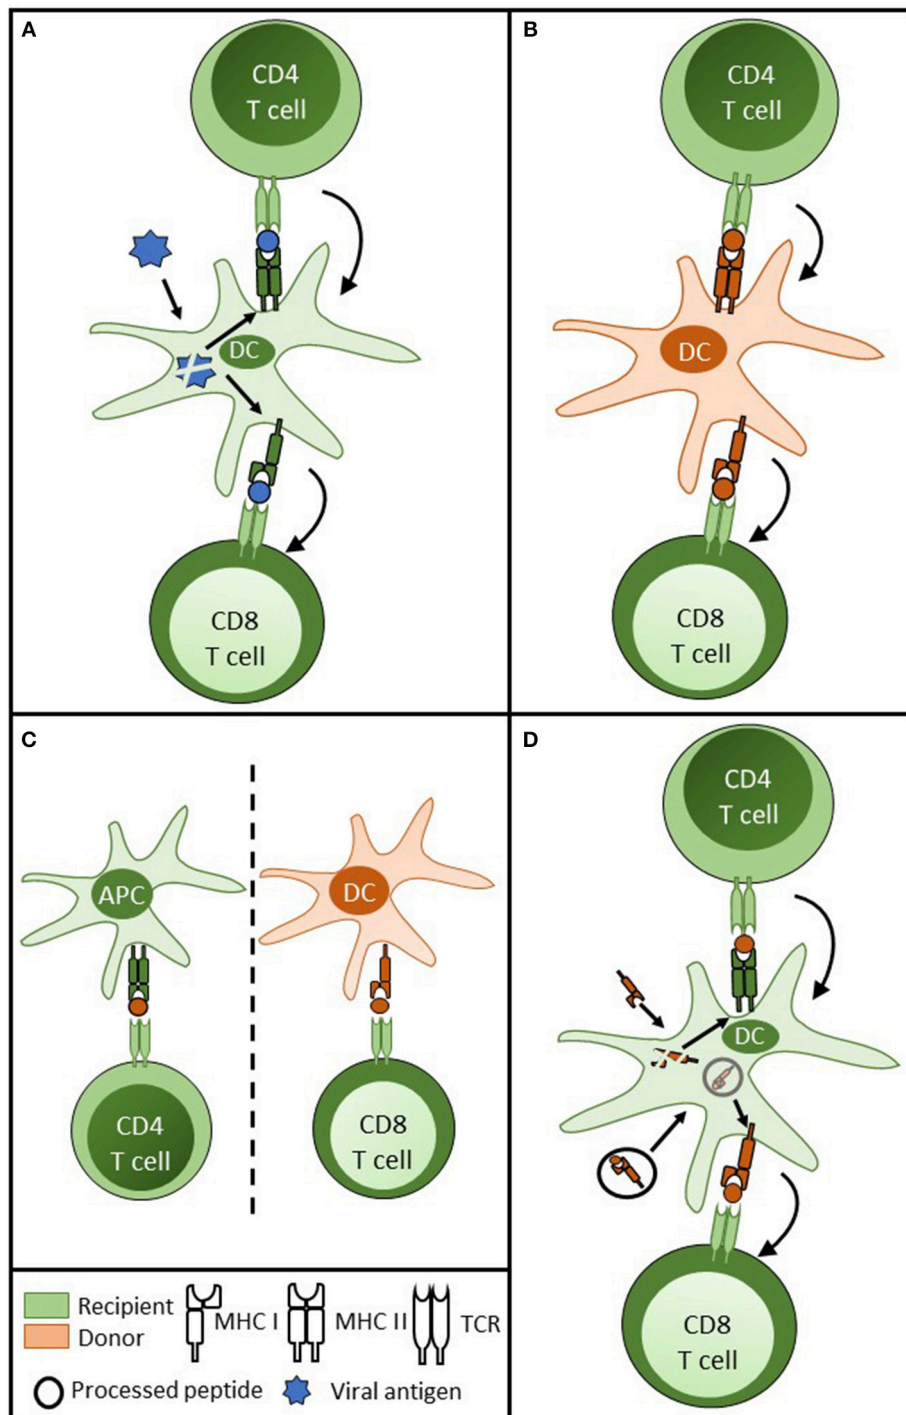 A
CD4
T cell
DC
CD8
T cell
B
CD4
T cell
DC
CD8
T cell
C
APC
DC
CD4
T cell
CD8
T cell
D
CD4
T cell
DC
CD8
T cell
Recipient
Donor
MHC I
MHC II
TCR
Processed peptide
Viral antigen